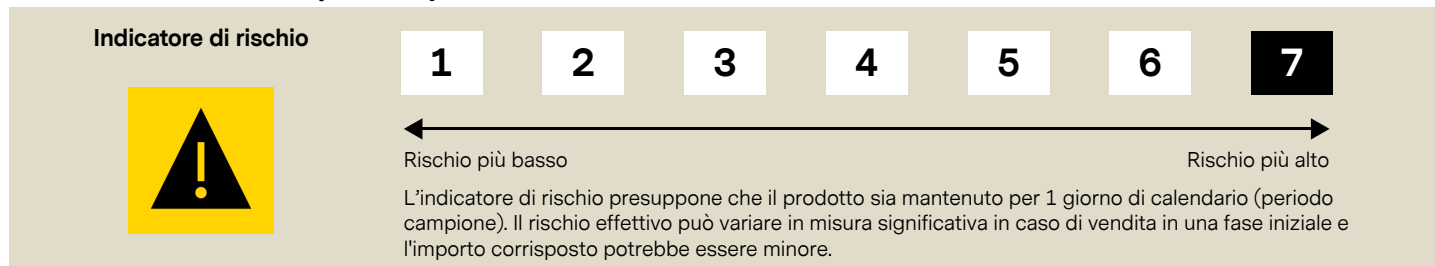 Indicatore di rischio
1 2 3 4 5 6 7
Rischio più basso Rischio più alto
L’indicatore di rischio presuppone che il prodotto sia mantenuto per 1 giorno di calendario (periodo
campione). Il rischio effettivo può variare in misura significativa in caso di vendita in una fase iniziale e
l'importo corrisposto potrebbe essere minore.